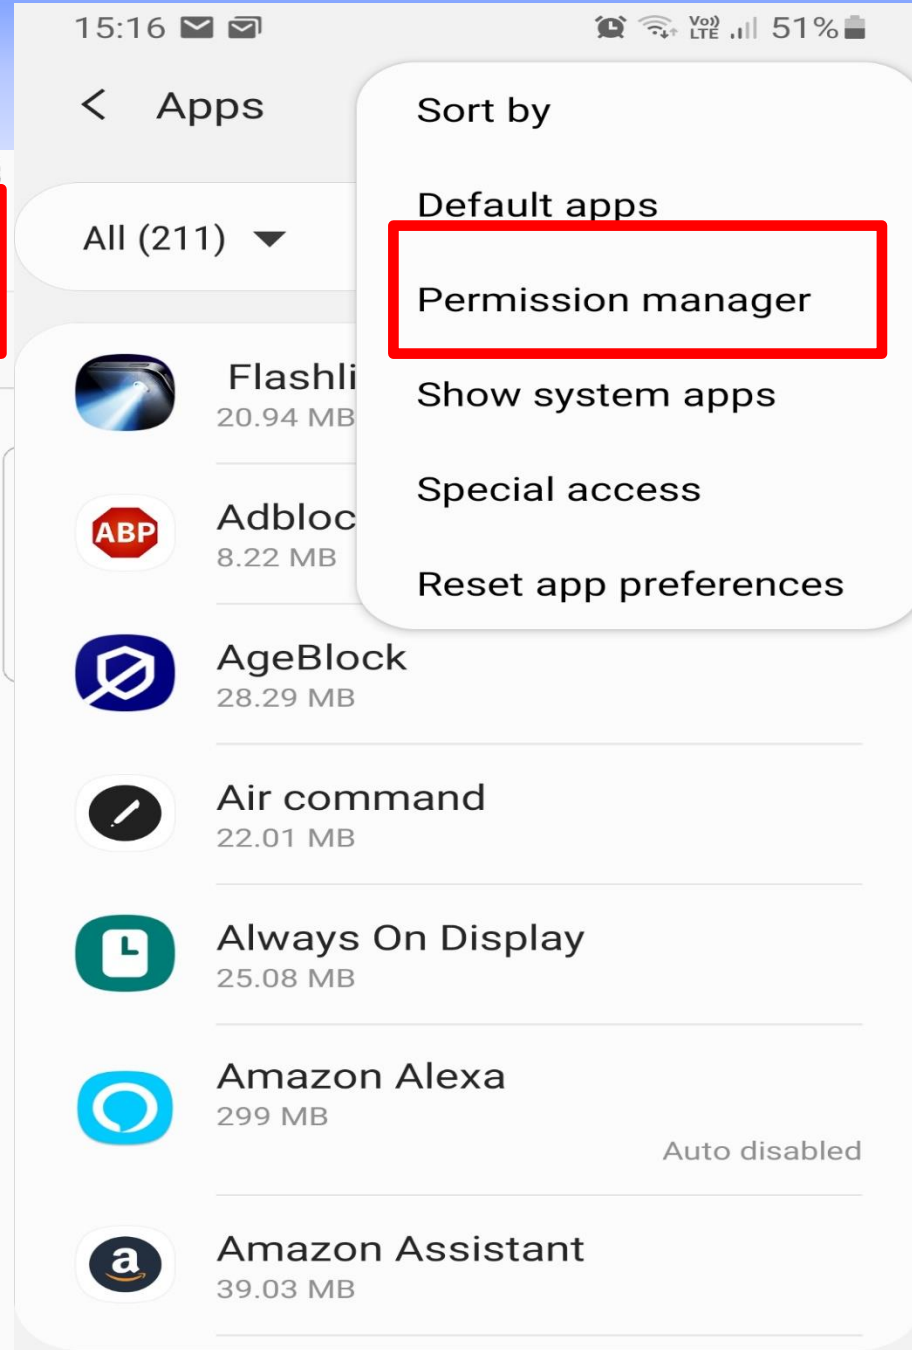 15:16 Vo)) LTE 51%
Apps
Sort by
Default apps
Permission manager
Show system apps
Special access
Reset app preferences
All (211)
Flashli
20.94 MB
ABP
Adbloc
8.22 MB
AgeBlock
28.29 MB
Air command
22.01 MB
Always On Display
25.08 MB
Amazon Alexa
299 MB
Auto disabled
a
Amazon Assistant
39.03 MB